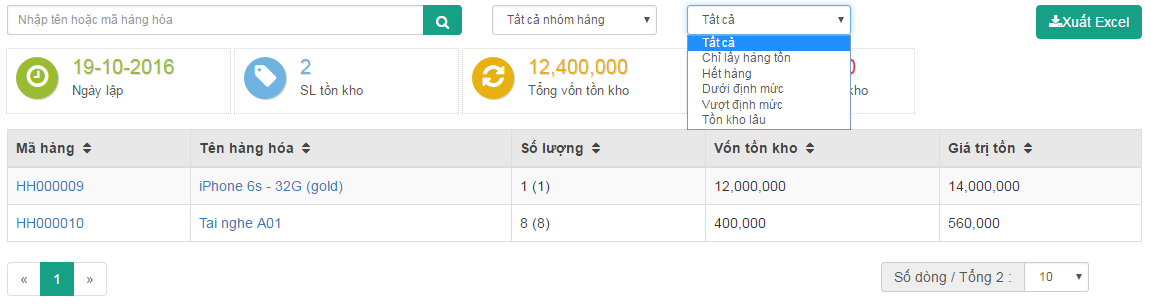 Nhập tên hoặc mã hàng hóa
Tất cả nhóm hàng
Tất cả
Xuất Excel
Tất cả
Chỉ lấy hàng tồn
Hết hàng
Dưới định mức
Vượt định mức
Tồn kho lâu
19-10-2016
Ngày lập
2
SL tồn kho
12,400,000
Tổng vốn tồn kho
0
kho
Mã hàng Tên hàng hóa Số lượng Vốn tồn kho Giá trị tồn
HH000009 iPhone 6s - 32G (gold) 1 (1) 12,000,000 14,000,000
HH000010 Tai nghe A01 8 (8) 400,000 560,000
« 1 »
Số dòng / Tổng 2 : 10